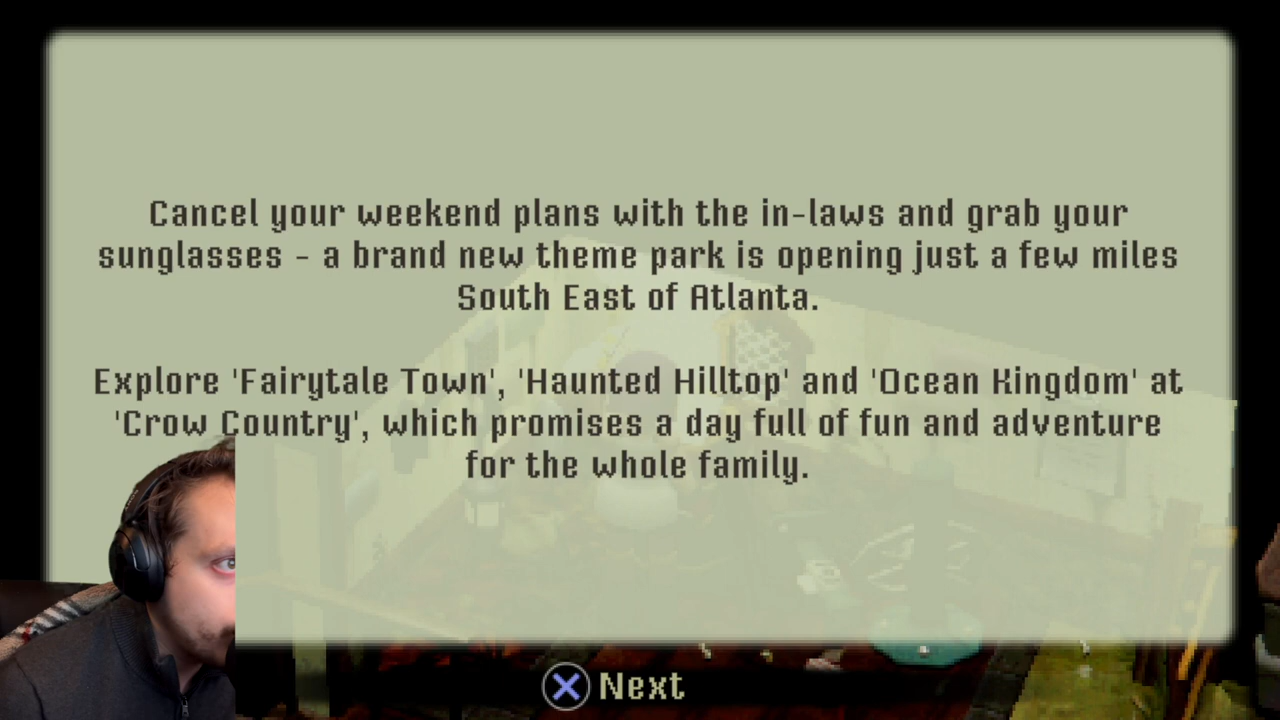 Cancel your weekend plans with the in-laws and grab your
sunglasses - a brand new theme park is opening just a few miles
South East of Atlanta.
Explore 'Fairytale Town', 'Haunted Hilltop' and 'Ocean Kingdom' at
'Crow Country', which promises a day full of fun and adventure
for the whole family.
Next